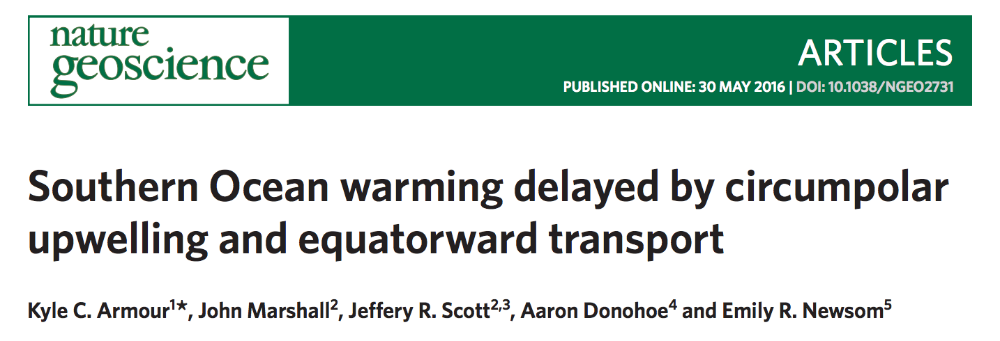 nature
geoscience
ARTICLES
PUBLISHED ONLINE: 30 MAY 2016 | DOI: 10.1038/NGEO2731
Southern Ocean warming delayed by circumpolar
upwelling and equatorward transport
Kyle C. Armour1★, John Marshall2, Jeffery R. Scott2,3, Aaron Donohoe4 and Emily R. Newsom5